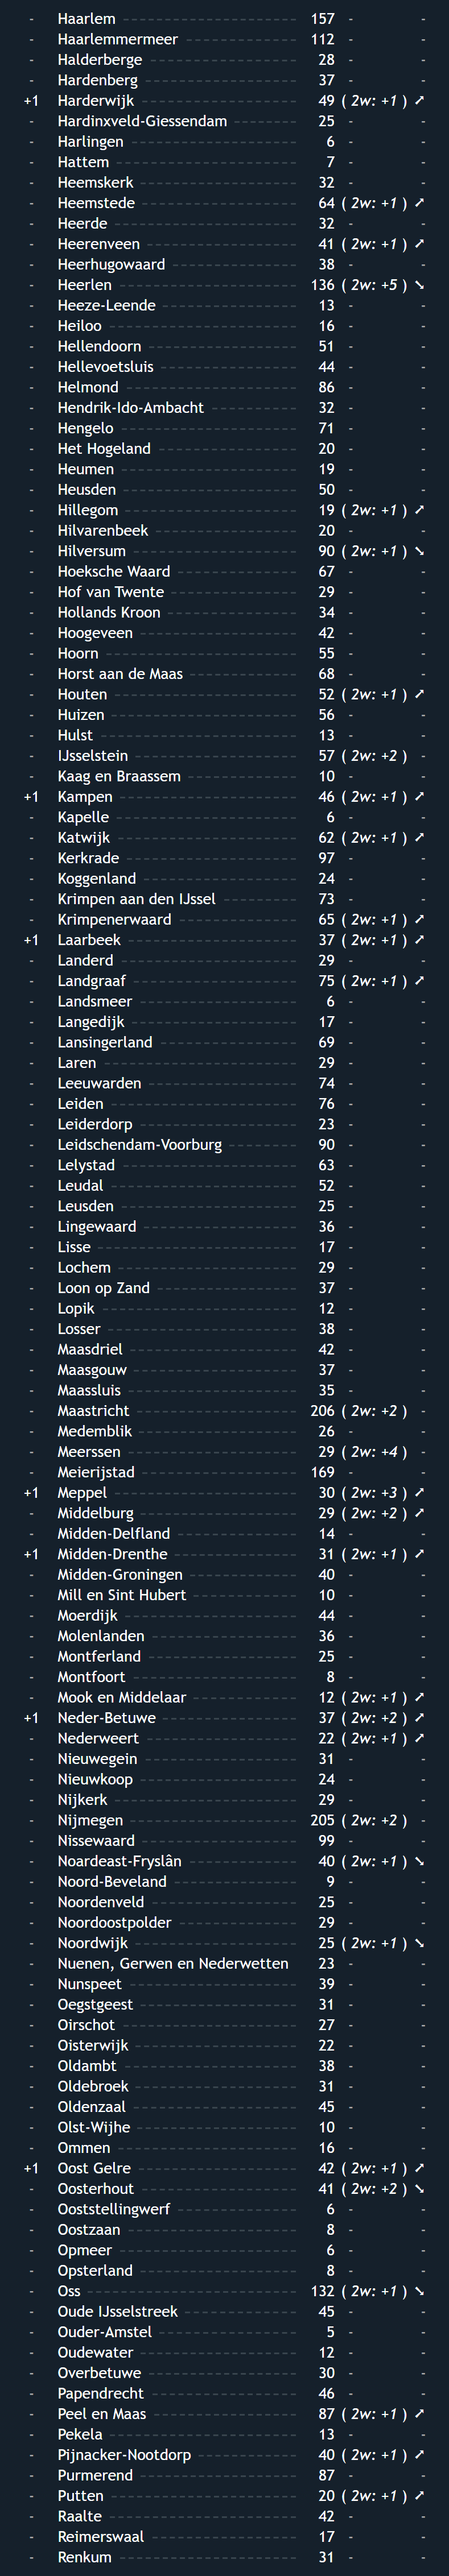 - Haarlem 157 - -
- Haarlemmermeer 112 - -
- Halderberge 28 - -
- Hardenberg 37 - -
+1 Harderwijk 49 ( 2w: +1 ) ➚
- Hardinxveld-Giessendam 25 - -
- Harlingen 6 - -
- Hattem 7 - -
- Heemskerk 32 - -
- Heemstede 64 ( 2w: +1 ) ➚
- Heerde 32 - -
- Heerenveen 41 ( 2w: +1 ) ➚
- Heerhugowaard 38 - -
- Heerlen 136 ( 2w: +5 ) ➘
- Heeze-Leende 13 - -
- Heiloo 16 - -
- Hellendoorn 51 - -
- Hellevoetsluis 44 - -
- Helmond 86 - -
- Hendrik-Ido-Ambacht 32 - -
- Hengelo 71 - -
- Het Hogeland 20 - -
- Heumen 19 - -
- Heusden 50 - -
- Hillegom 19 ( 2w: +1 ) ➚
- Hilvarenbeek 20 - -
- Hilversum 90 ( 2w: +1 ) ➘
- Hoeksche Waard 67 - -
- Hof van Twente 29 - -
- Hollands Kroon 34 - -
- Hoogeveen 42 - -
- Hoorn 55 - -
- Horst aan de Maas 68 - -
- Houten 52 ( 2w: +1 ) ➚
- Huizen 56 - -
- Hulst 13 - -
- IJsselstein 57 ( 2w: +2 ) -
- Kaag en Braassem 10 - -
+1 Kampen 46 ( 2w: +1 ) ➚
- Kapelle 6 - -
- Katwijk 62 ( 2w: +1 ) ➚
- Kerkrade 97 - -
- Koggenland 24 - -
- Krimpen aan den IJssel 73 - -
- Krimpenerwaard 65 ( 2w: +1 ) ➚
+1 Laarbeek 37 ( 2w: +1 ) ➚
- Landerd 29 - -
- Landgraaf 75 ( 2w: +1 ) ➚
- Landsmeer 6 - -
- Langedijk 17 - -
- Lansingerland 69 - -
- Laren 29 - -
- Leeuwarden 74 - -
- Leiden 76 - -
- Leiderdorp 23 - -
- Leidschendam-Voorburg 90 - -
- Lelystad 63 - -
- Leudal 52 - -
- Leusden 25 - -
- Lingewaard 36 - -
- Lisse 17 - -
- Lochem 29 - -
- Loon op Zand 37 - -
- Lopik 12 - -
- Losser 38 - -
- Maasdriel 42 - -
- Maasgouw 37 - -
- Maassluis 35 - -
- Maastricht 206 ( 2w: +2 ) -
- Medemblik 26 - -
- Meerssen 29 ( 2w: +4 ) -
- Meierijstad 169 - -
+1 Meppel 30 ( 2w: +3 ) ➚
- Middelburg 29 ( 2w: +2 ) ➚
- Midden-Delfland 14 - -
+1 Midden-Drenthe 31 ( 2w: +1 ) ➚
- Midden-Groningen 40 - -
- Mill en Sint Hubert 10 - -
- Moerdijk 44 - -
- Molenlanden 36 - -
- Montferland 25 - -
- Montfoort 8 - -
- Mook en Middelaar 12 ( 2w: +1 ) ➚
+1 Neder-Betuwe 37 ( 2w: +2 ) ➚
- Nederweert 22 ( 2w: +1 ) ➚
- Nieuwegein 31 - -
- Nieuwkoop 24 - -
- Nijkerk 29 - -
- Nijmegen 205 ( 2w: +2 ) -
- Nissewaard 99 - -
- Noardeast-Fryslân 40 ( 2w: +1 ) ➘
- Noord-Beveland 9 - -
- Noordenveld 25 - -
- Noordoostpolder 29 - -
- Noordwijk 25 ( 2w: +1 ) ➘
- Nuenen, Gerwen en Nederwetten 23 - -
- Nunspeet 39 - -
- Oegstgeest 31 - -
- Oirschot 27 - -
- Oisterwijk 22 - -
- Oldambt 38 - -
- Oldebroek 31 - -
- Oldenzaal 45 - -
- Olst-Wijhe 10 - -
- Ommen 16 - -
+1 Oost Gelre 42 ( 2w: +1 ) ➚
- Oosterhout 41 ( 2w: +2 ) ➘
- Ooststellingwerf 6 - -
- Oostzaan 8 - -
- Opmeer 6 - -
- Opsterland 8 - -
- Oss 132 ( 2w: +1 ) ➘
- Oude IJsselstreek 45 - -
- Ouder-Amstel 5 - -
- Oudewater 12 - -
- Overbetuwe 30 - -
- Papendrecht 46 - -
- Peel en Maas 87 ( 2w: +1 ) ➚
- Pekela 13 - -
- Pijnacker-Nootdorp 40 ( 2w: +1 ) ➚
- Purmerend 87 - -
- Putten 20 ( 2w: +1 ) ➚
- Raalte 42 - -
- Reimerswaal 17 - -
- Renkum 31 - -